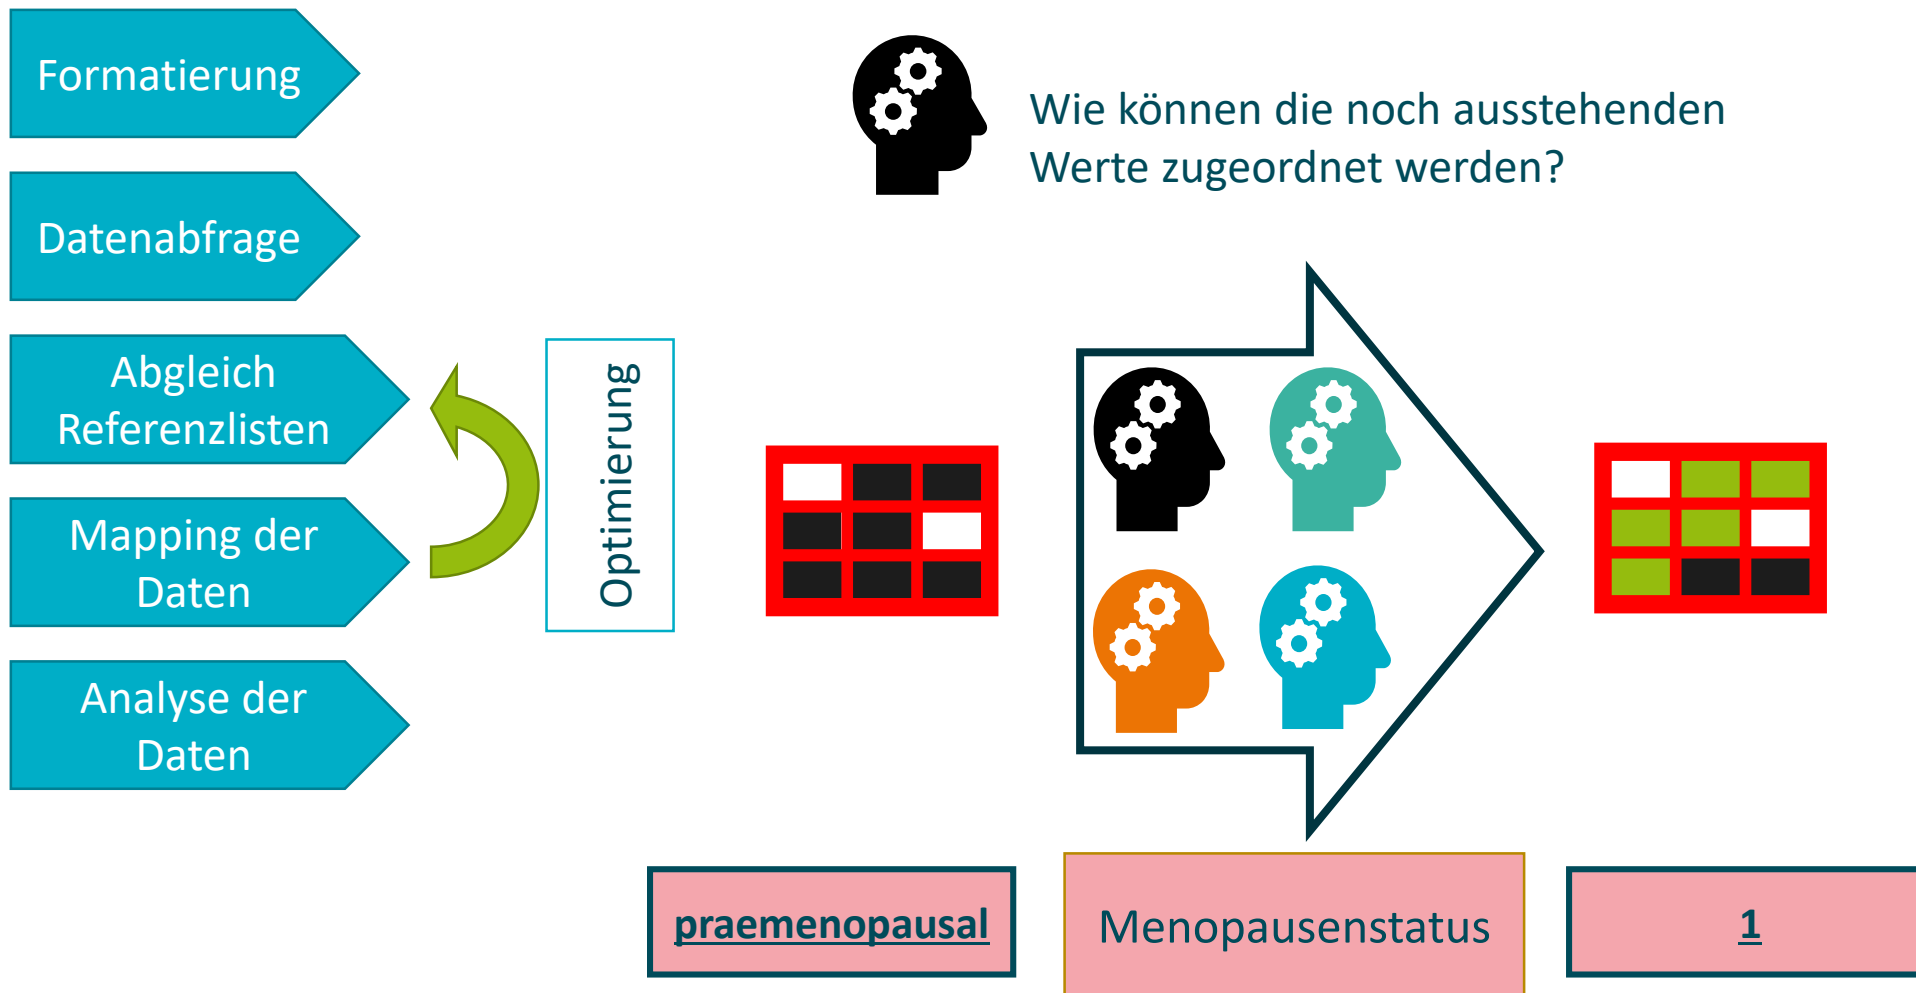 Formatierung
Datenabfrage
Abgleich
Referenzlisten
Mapping der
Daten
Analyse der
Daten
Optimierung
Wie können die noch ausstehenden
Werte zugeordnet werden?
praemenopausal
Menopausenstatus
1